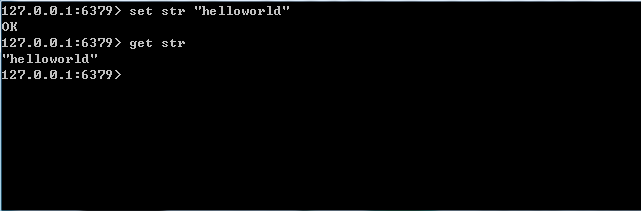 127.0.0.1:6379> set str "helloworld"
OK
127.0.0.1:6379> get str
"helloworld"
127.0.0.1:6379>